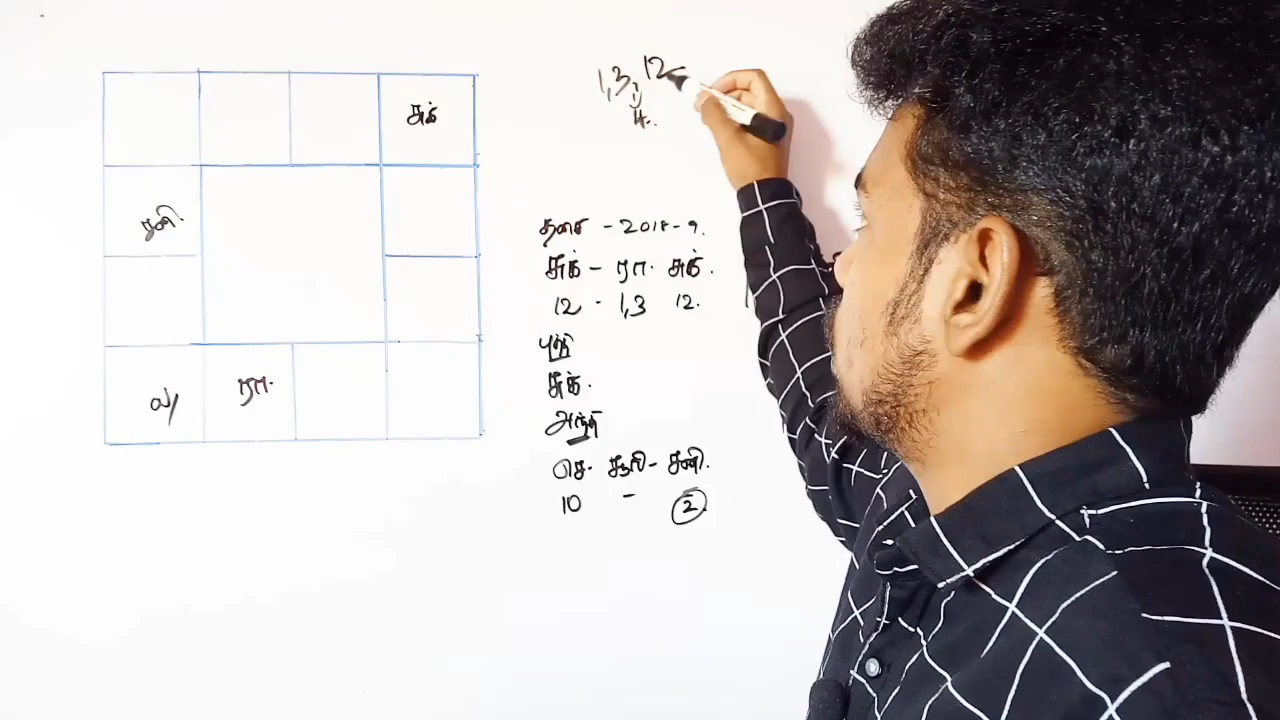 1,3, 12
4..
சுக்
சனி.
ல/
ரா.
தசை - 2018-9.
சுக் - ரா. சுக்.
12 - 1,3 12.
புத்தி
சுக்.
அந்தி
செ. சூரி - சனி.
10 - 2